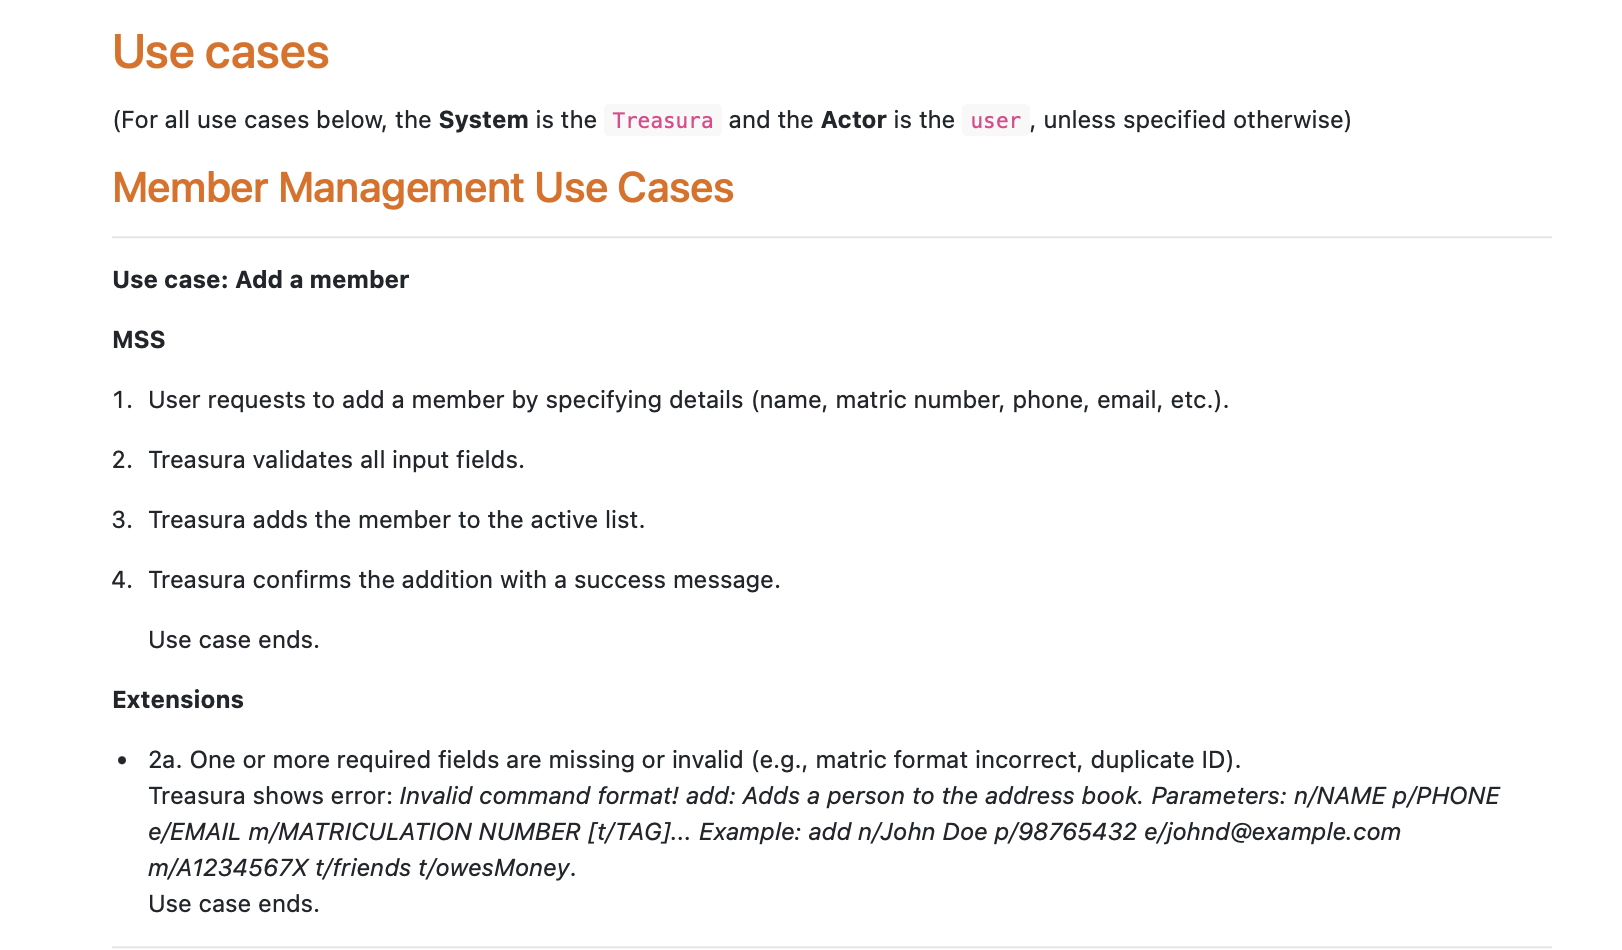 Use cases
(For all use cases below, the System is the Treasura and the Actor is the user, unless specified otherwise)
Member Management Use Cases
Use case: Add a member
MSS
1. User requests to add a member by specifying details (name, matric number, phone, email, etc.).
2. Treasura validates all input fields.
3. Treasura adds the member to the active list.
4. Treasura confirms the addition with a success message.
Use case ends.
Extensions
• 2a. One or more required fields are missing or invalid (e.g., matric format incorrect, duplicate ID).
Treasura shows error: Invalid command format! add: Adds a person to the address book. Parameters: n/NAME p/PHONE
e/EMAIL m/MATRICULATION NUMBER [t/TAG]... Example: add n/John Doe p/98765432 e/johnd@example.com
m/A1234567X t/friends t/owesMoney.
Use case ends.